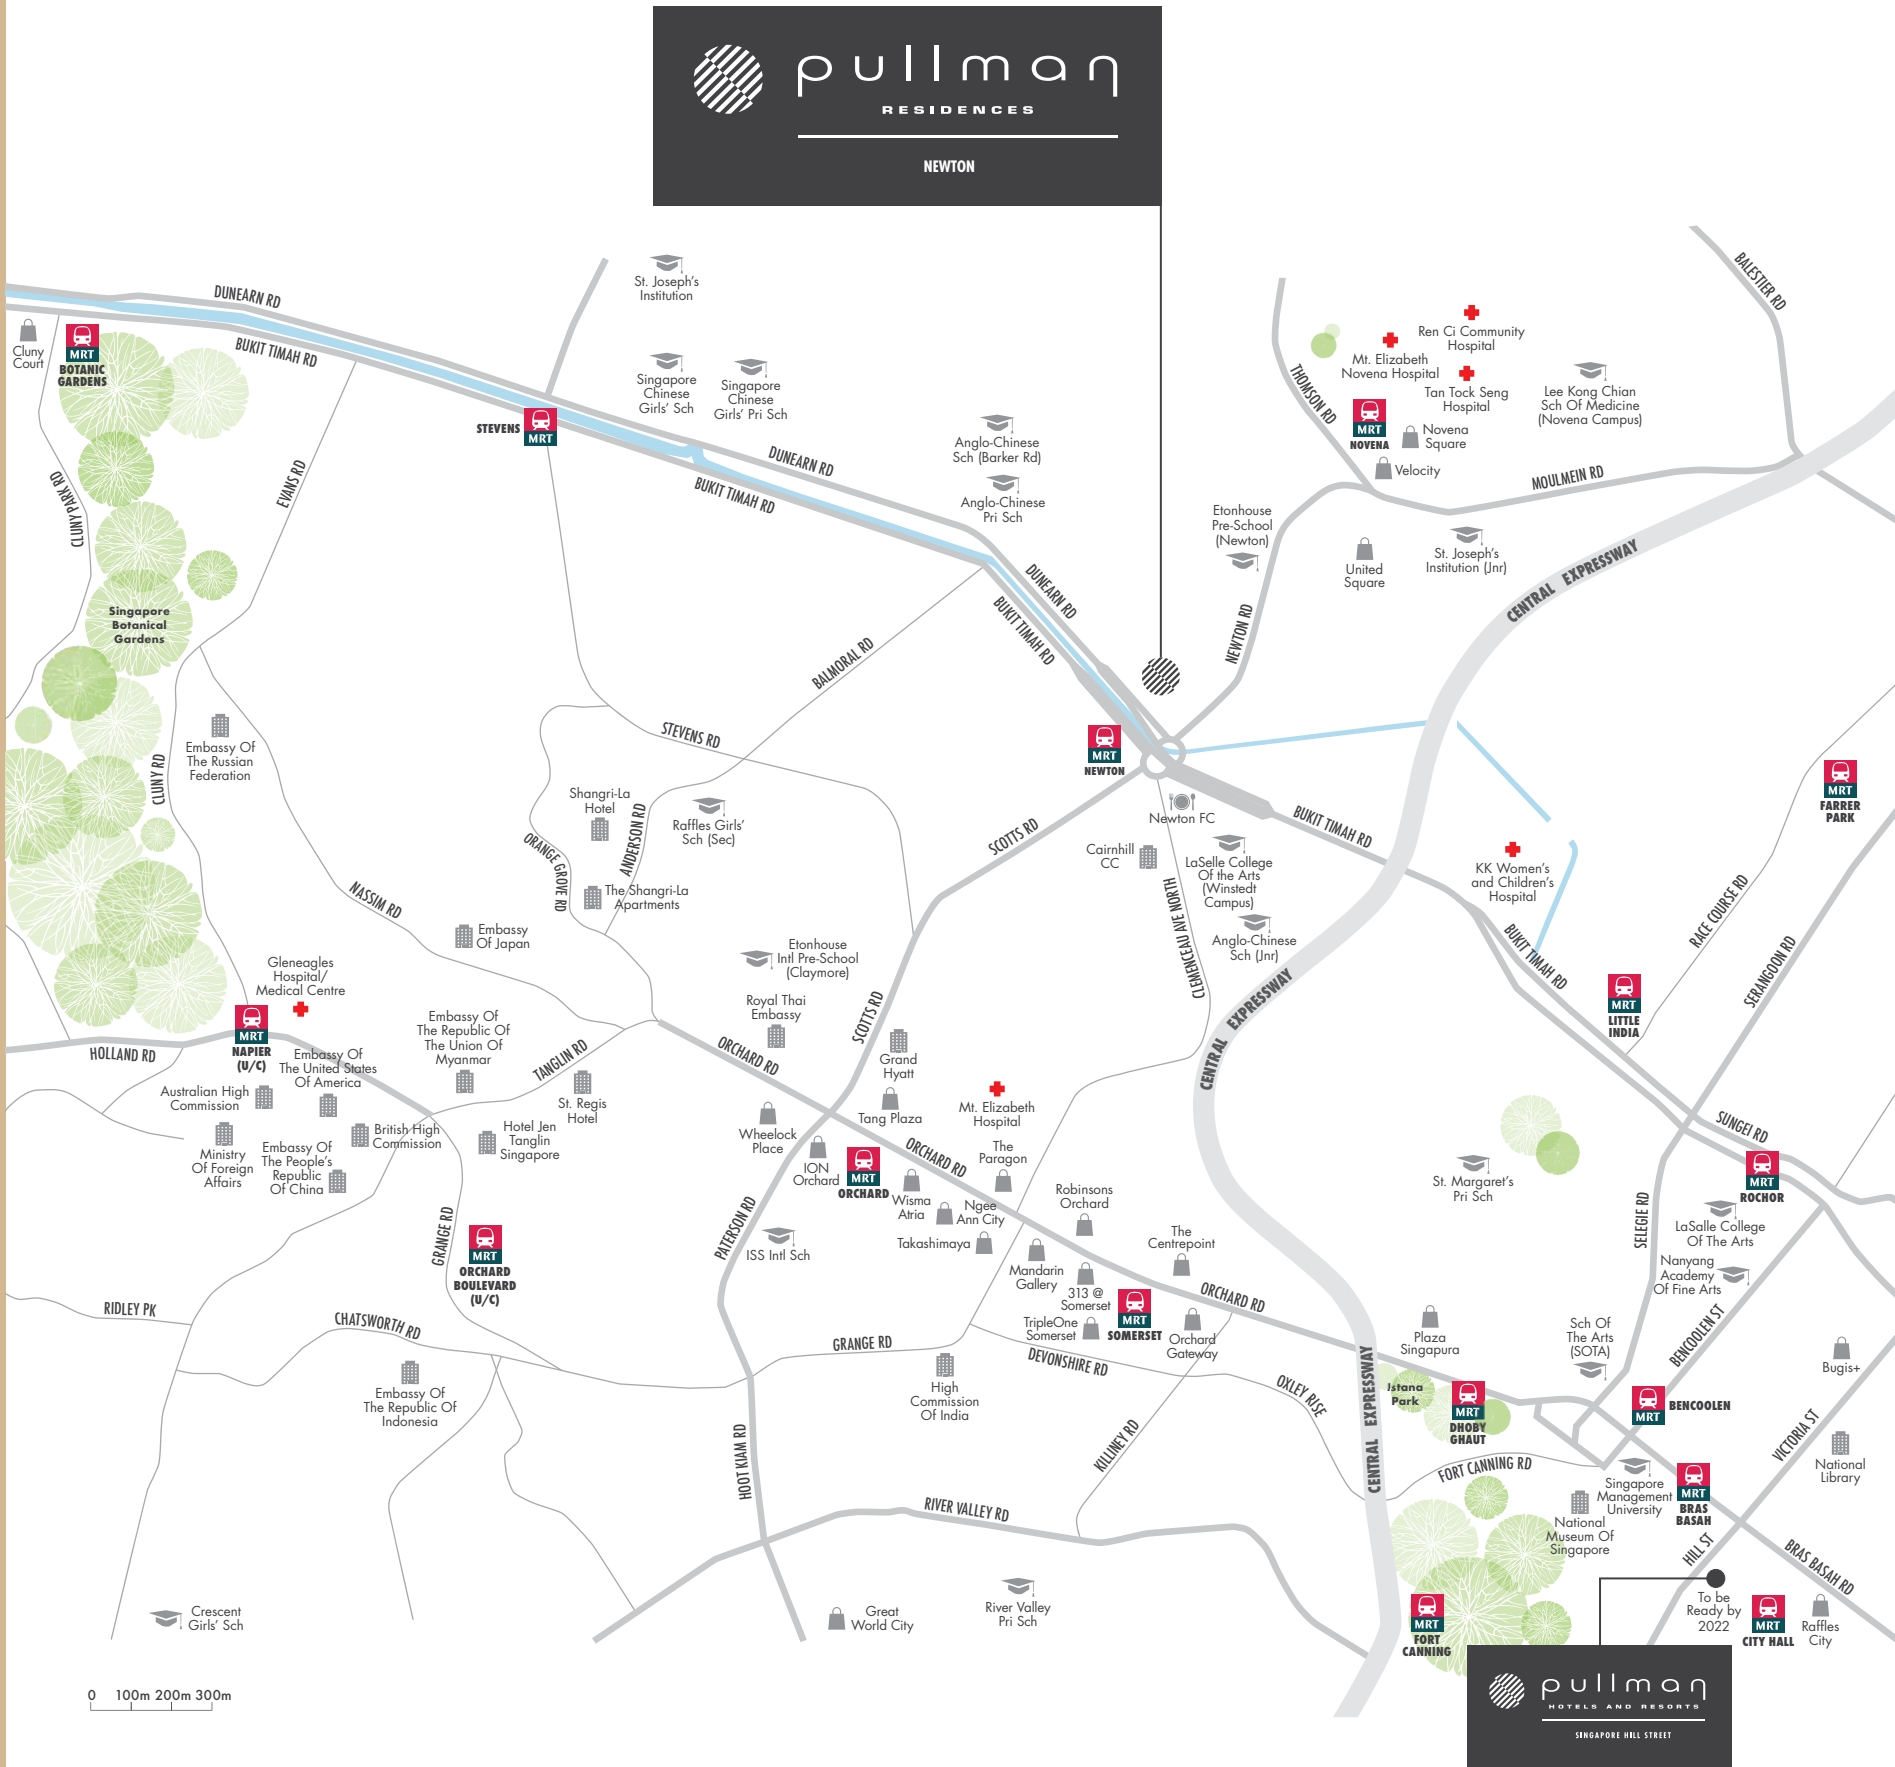 pullman
RESIDENCES
NEWTON
DUNEARN RD
BUKIT TIMAH RD
Cluny
Court
MRT
BOTANIC
GARDENS
St. Joseph's
Institution
Singapore
Chinese
Girls' Sch
Singapore
Chinese
Girls' Pri Sch
STEVENS
MRT
DUNEARN RD
BUKIT TIMAH RD
Anglo-Chinese
Sch (Barker Rd)
Anglo-Chinese
Pri Sch
BALESTIER RD
Ren Ci Community
Hospital
Mt. Elizabeth
Novena Hospital
Tan Tock Seng
Hospital
Lee Kong Chian
Sch Of Medicine
(Novena Campus)
THOMSON RD
MRT
NOVENA
Novena
Square
Velocity
MOULMEIN RD
Etonhouse
Pre-School
(Newton)
United
Square
St. Joseph's
Institution (Jnr)
CENTRAL EXPRESSWAY
CLUNY PARK RD
EVANS RD
Singapore
Botanical
Gardens
DUNEARN RD
BUKIT TIMAH RD
NEWTON RD
BALMORAL RD
STEVENS RD
Embassy Of
The Russian
Federation
CLUNY RD
MRT
NEWTON
MRT
FARRER
PARK
Shangri-La
Hotel
ORANGE GROVE RD
ANDERSON RD
Raffles Girls'
Sch (Sec)
The Shangri-La
Apartments
SCOTTS RD
Newton FC
Cairnhill
CC
LaSelle College
Of the Arts
(Winstedt
Campus)
Anglo-Chinese
Sch (Jnr)
CLEMENCEAU AVE NORTH
BUKIT TIMAH RD
KK Women's
and Children's
Hospital
BUKIT TIMAH RD
RACE COURSE RD
SERANGOON RD
NASSIM RD
Embassy
Of Japan
Etonhouse
Intl Pre-School
(Claymore)
Royal Thai
Embassy
SCOTTS RD
CENTRAL EXPRESSWAY
MRT
LITTLE
INDIA
Gleneagles
Hospital/
Medical Centre
HOLLAND RD
MRT
NAPIER
(U/C)
Embassy Of
The United States
Of America
Embassy Of
The Republic Of
The Union Of
Myanmar
TANGLIN RD
ORCHARD RD
Grand
Hyatt
Australian High
Commission
British High
Commission
Hotel Jen
Tanglin
Singapore
St. Regis
Hotel
Ministry
Of Foreign
Affairs
Embassy Of
The People's
Republic
Of China
Wheelock
Place
Tang Plaza
Mt. Elizabeth
Hospital
ION
Orchard
MRT
ORCHARD
ORCHARD RD
The
Paragon
Wisma
Atria
Ngee
Ann City
Takashimaya
Robinsons
Orchard
The
Centrepoint
CENTRAL
St. Margaret's
Pri Sch
SUNGEI RD
MRT
ROCHOR
SELEGIE RD
LaSalle College
Of The Arts
Nanyang
Academy
Of Fine Arts
GRANGE RD
MRT
ORCHARD
BOULEVARD
(U/C)
PATERSON RD
ISS Intl Sch
Mandarin
Gallery
313 @
Somerset
TripleOne
Somerset
MRT
SOMERSET
Orchard
Gateway
ORCHARD RD
RIDLEY PK
CHATSWORTH RD
GRANGE RD
DEVONSHIRE RD
OXLEY RISE
High
Commission
Of India
Embassy Of
The Republic Of
Indonesia
Plaza
Singapura
Sch Of
The Arts
(SOTA)
BENCOOLEN ST
Bugis+
CENTRAL EXPRESSWAY
Istana
Park
MRT
DHOBY
GHAUT
MRT
BENCOOLEN
VICTORIA ST
National
Library
HOOT KIAM RD
KILLINEY RD
FORT CANNING RD
Singapore
Management
University
National
Museum Of
Singapore
MRT
BRAS
BASAH
RIVER VALLEY RD
HILL ST
BRAS BASAH RD
Crescent
Girls' Sch
Great
World City
River Valley
Pri Sch
MRT
FORT
CANNING
To be
Ready by
2022
MRT
CITY HALL
Raffles
City
0 100m 200m 300m
pullman
HOTELS AND RESORTS
SINGAPORE HILL STREET